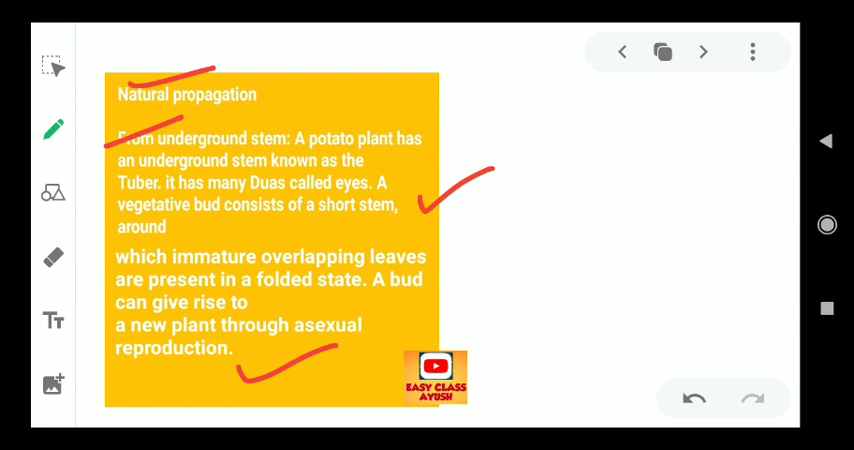 Natural propagation
From underground stem: A potato plant has
an underground stem known as the
Tuber. it has many Duas called eyes. A
vegetative bud consists of a short stem,
around
which immature overlapping leaves
are present in a folded state. A bud
can give rise to
a new plant through asexual
reproduction.
EASY CLASS
AYUSH
TT